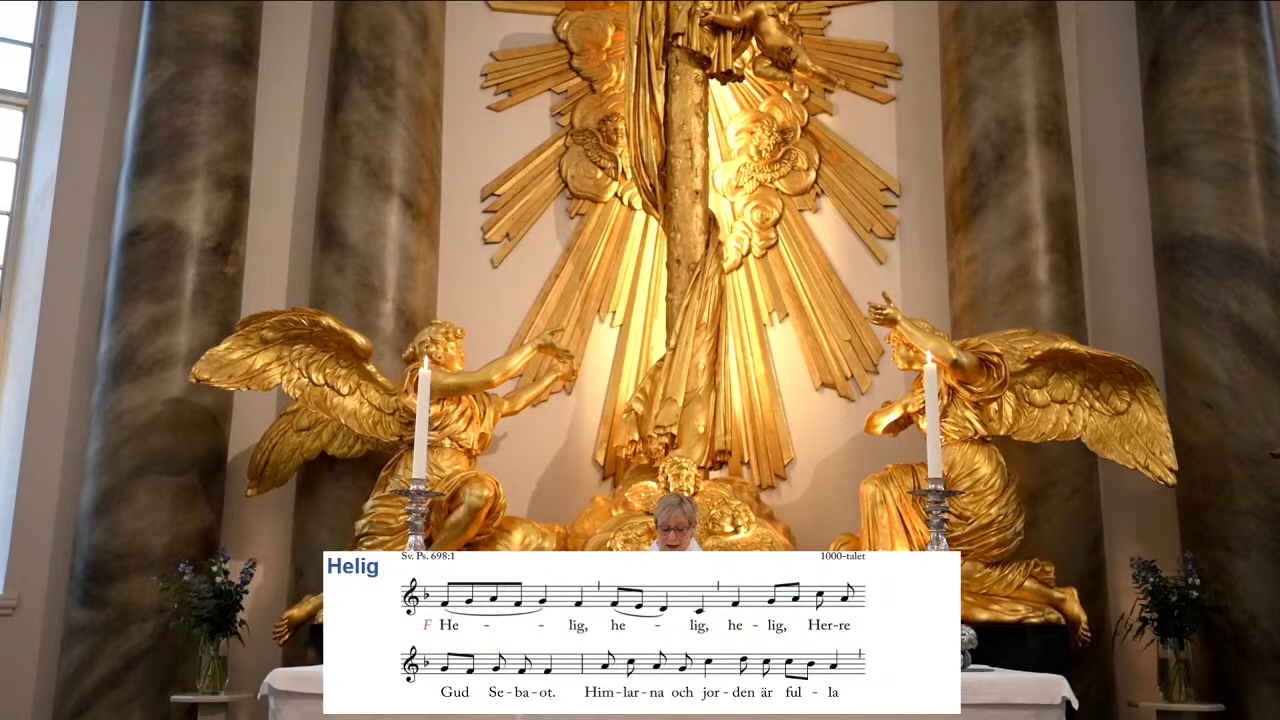 Sv. Ps. 698:1 1000-talet
Helig
F He - - lig, he - lig, he - lig, Her-re
Gud Se-ba-ot. Him-lar-na och jor-den är ful - la